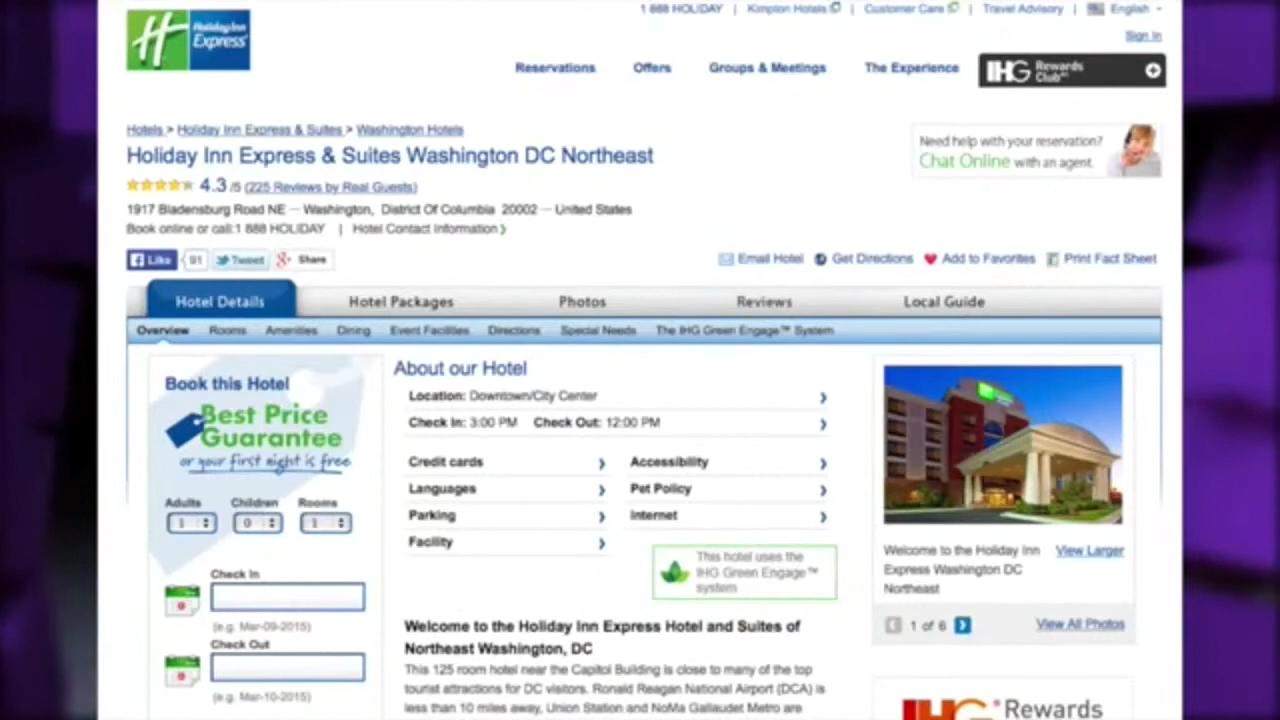 1 888 HOLIDAY | Kimpton Hotels | Customer Care | Travel Advisory | English
Sign In
H Holiday Inn Express
Reservations Offers Groups & Meetings The Experience IHG Rewards Club
Hotels > Holiday Inn Express & Suites > Washington Hotels
Holiday Inn Express & Suites Washington DC Northeast
4.3 /5 (225 Reviews by Real Guests)
1917 Bladensburg Road NE -- Washington, District Of Columbia 20002 -- United States
Book online or call:1 888 HOLIDAY | Hotel Contact Information
Need help with your reservation?
Chat Online with an agent.
Like 91 Tweet Share
Email Hotel Get Directions Add to Favorites Print Fact Sheet
Hotel Details Hotel Packages Photos Reviews Local Guide
Overview Rooms Amenities Dining Event Facilities Directions Special Needs The IHG Green Engage™ System
Book this Hotel
Best Price
Guarantee
or your first night is free
Adults Children Rooms
1 0 1
Check In
(e.g. Mar-09-2015)
Check Out
(e.g. Mar-10-2015)
About our Hotel
Location: Downtown/City Center
Check In: 3:00 PM Check Out: 12:00 PM
Credit cards Accessibility
Languages Pet Policy
Parking Internet
Facility
This hotel uses the
IHG Green Engage™
system
Welcome to the Holiday Inn Express Hotel and Suites of
Northeast Washington, DC
This 125 room hotel near the Capitol Building is close to many of the top
tourist attractions for DC visitors. Ronald Reagan National Airport (DCA) is
less than 10 miles away, Union Station and NoMa Gallaudet Metro are
Welcome to the Holiday Inn View Larger
Express Washington DC
Northeast
1 of 6 View All Photos
IHG Rewards